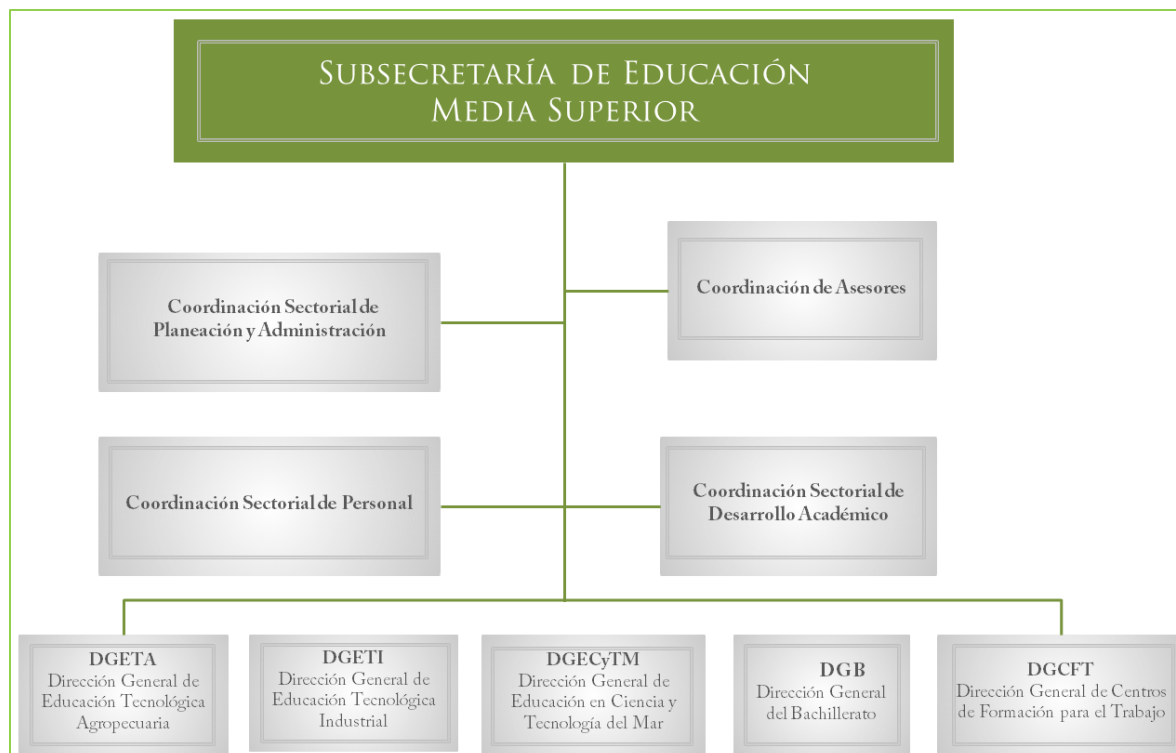 SUBSECRETARÍA DE EDUCACIÓN
MEDIA SUPERIOR
Coordinación de Asesores
Coordinación Sectorial de
Planeación y Administración
Coordinación Sectorial de Personal
Coordinación Sectorial de
Desarrollo Académico
DGETA
Dirección General de
Educación Tecnológica
Agropecuaria
DGETI
Dirección General de
Educación Tecnológica
Industrial
DGECyTM
Dirección General de
Educación en Ciencia y
Tecnología del Mar
DGB
Dirección General
del Bachillerato
DGCFT
Dirección General de Centros
de Formación para el Trabajo